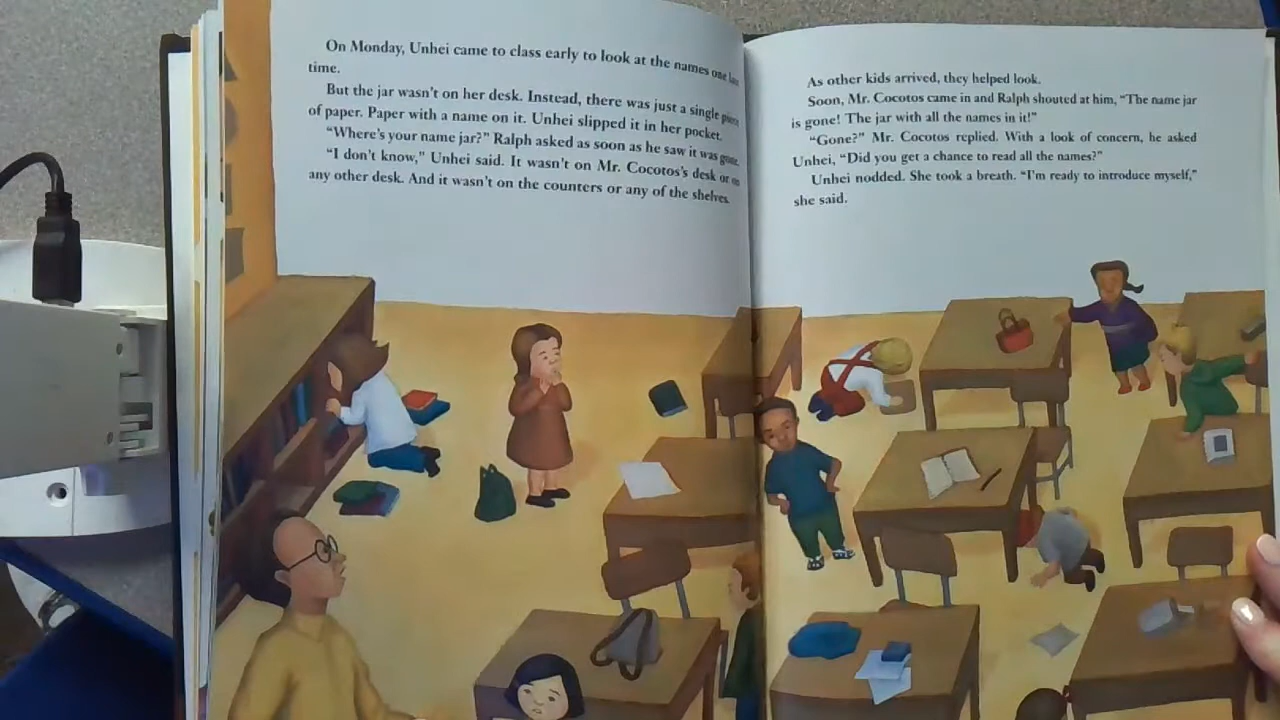 On Monday, Unhei came to class early to look at the names one last
time.
But the jar wasn't on her desk. Instead, there was just a single piece
of paper. Paper with a name on it. Unhei slipped it in her pocket.
"Where's your name jar?" Ralph asked as soon as he saw it was gone.
"I don't know," Unhei said. It wasn't on Mr. Cocotos's desk or on
any other desk. And it wasn't on the counters or any of the shelves.
As other kids arrived, they helped look.
Soon, Mr. Cocotos came in and Ralph shouted at him, "The name jar
is gone! The jar with all the names in it!"
"Gone?" Mr. Cocotos replied. With a look of concern, he asked
Unhei, "Did you get a chance to read all the names?"
Unhei nodded. She took a breath. "I'm ready to introduce myself,"
she said.